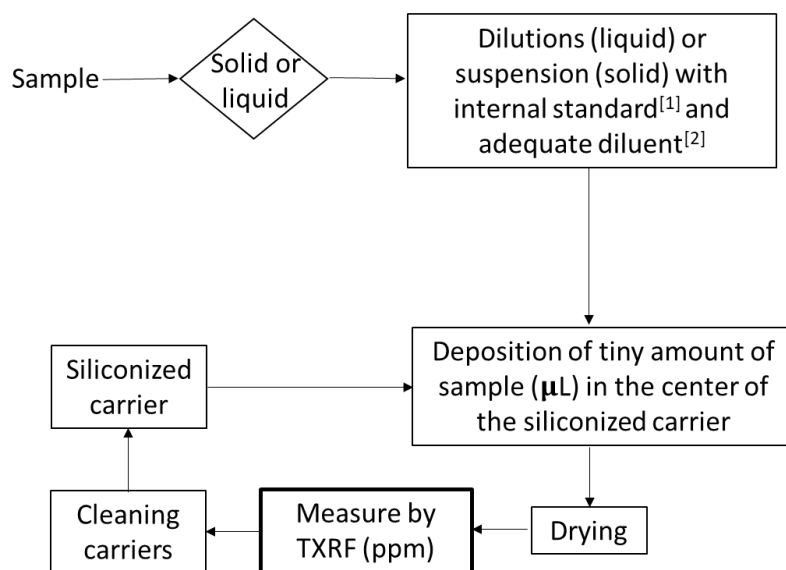 Sample
Solid or
liquid
Dilutions (liquid) or
suspension (solid) with
internal standard[1] and
adequate diluent[2]
Siliconized
carrier
Deposition of tiny amount of
sample (μL) in the center of
the siliconized carrier
Cleaning
carriers
Measure by
TXRF (ppm)
Drying